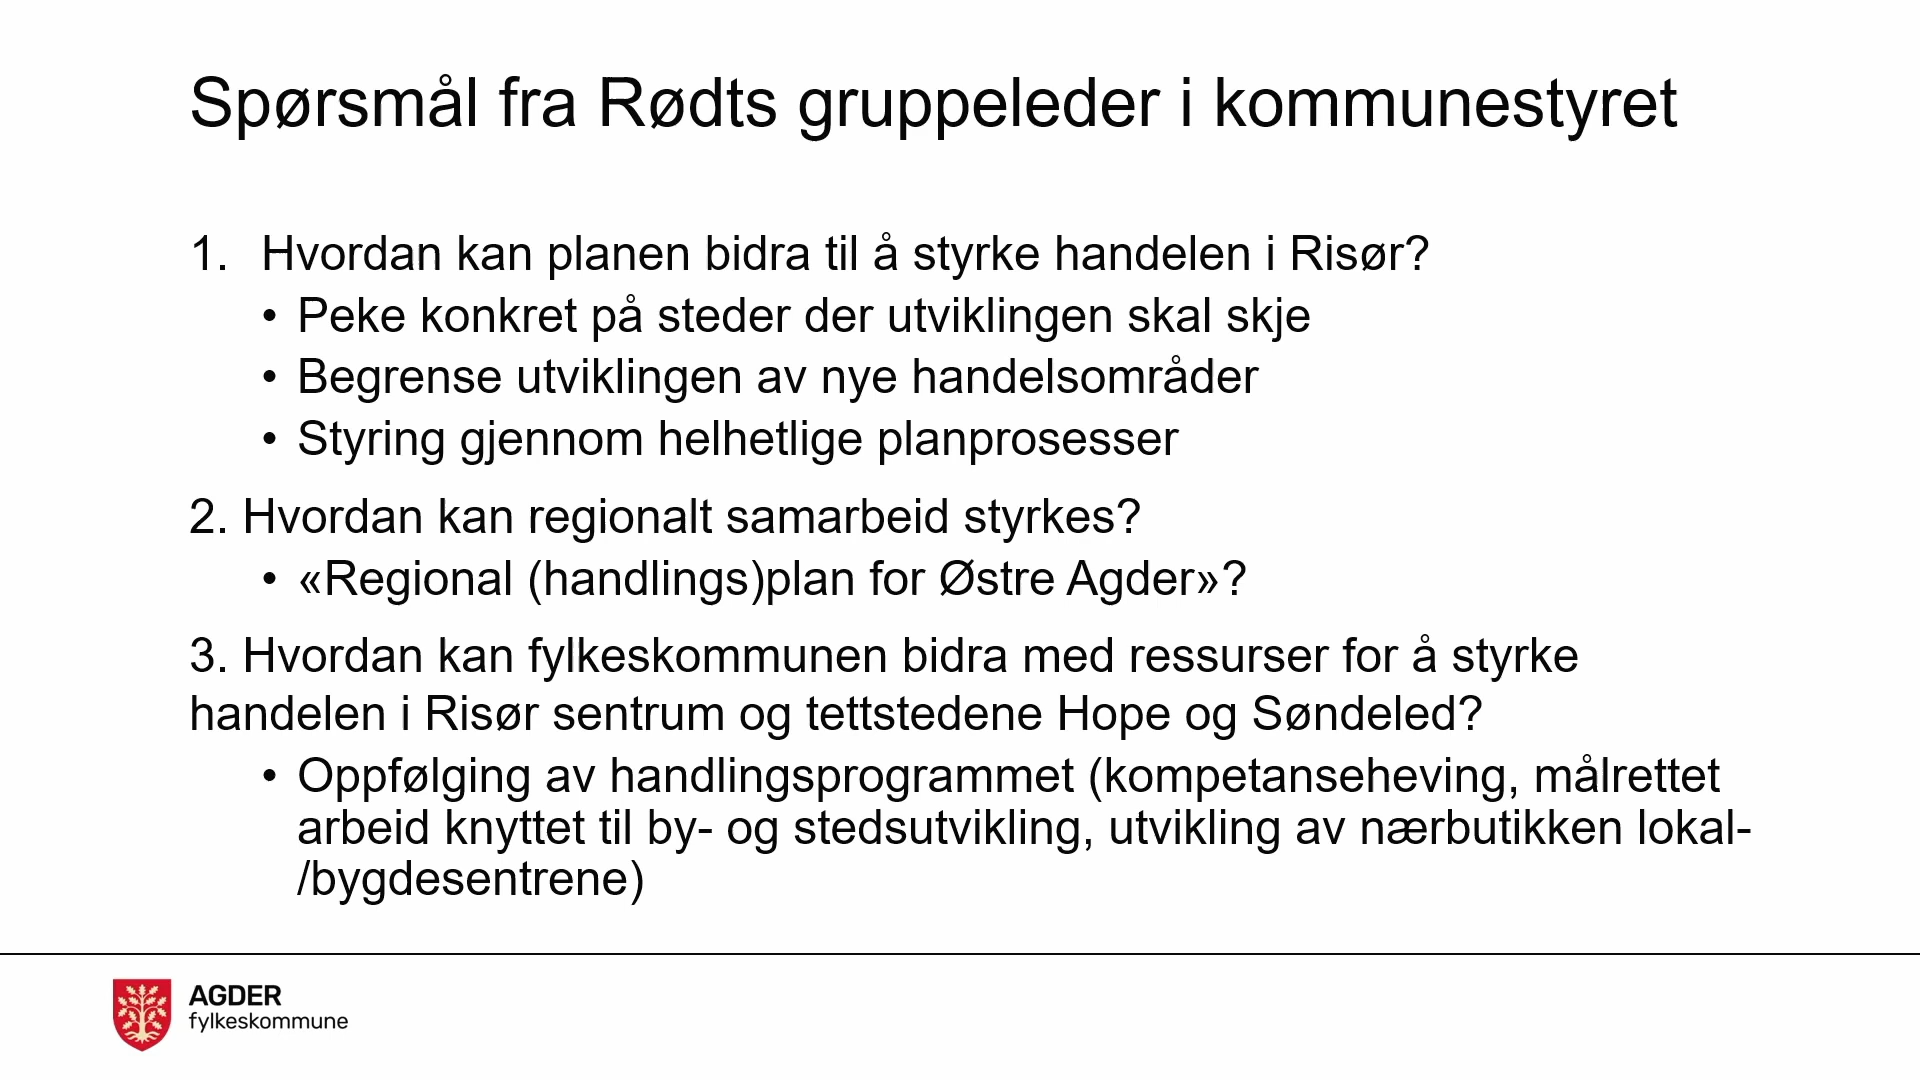 Spørsmål fra Rødts gruppeleder i kommunestyret
1. Hvordan kan planen bidra til å styrke handelen i Risør?
• Peke konkret på steder der utviklingen skal skje
• Begrense utviklingen av nye handelsområder
• Styring gjennom helhetlige planprosesser
2. Hvordan kan regionalt samarbeid styrkes?
• «Regional (handlings)plan for Østre Agder»?
3. Hvordan kan fylkeskommunen bidra med ressurser for å styrke
handelen i Risør sentrum og tettstedene Hope og Søndeled?
• Oppfølging av handlingsprogrammet (kompetanseheving, målrettet
arbeid knyttet til by- og stedsutvikling, utvikling av nærbutikken lokal-
/bygdesentrene)
AGDER
fylkeskommune